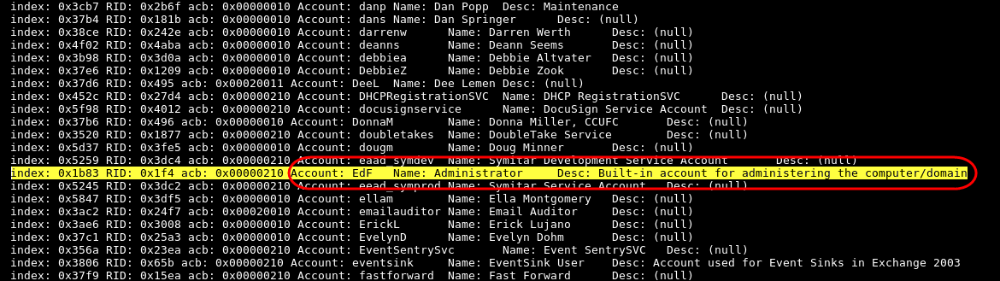 index: 0x3cb7 RID: 0x2b6f acb: 0x00000010 Account: danp Name: Dan Popp Desc: Maintenance
index: 0x37b4 RID: 0x181b acb: 0x00000010 Account: dans Name: Dan Springer Desc: (null)
index: 0x38ce RID: 0x242e acb: 0x00000010 Account: darrenw Name: Darren Werth Desc: (null)
index: 0x4f02 RID: 0x4aba acb: 0x00000010 Account: deanns Name: Deann Seems Desc: (null)
index: 0x3b98 RID: 0x3d0a acb: 0x00000010 Account: debbiea Name: Debbie Altvater Desc: (null)
index: 0x37e6 RID: 0x1209 acb: 0x00000010 Account: DebbieZ Name: Debbie Zook Desc: (null)
index: 0x37d6 RID: 0x495 acb: 0x00020011 Account: DeeL Name: Dee Lemen Desc: (null)
index: 0x452c RID: 0x27d4 acb: 0x00000210 Account: DHCPRegistrationSVC Name: DHCP RegistrationSVC Desc: (null)
index: 0x5f98 RID: 0x4012 acb: 0x00000210 Account: docusignservice Name: DocuSign Service Account Desc: (null)
index: 0x37b6 RID: 0x496 acb: 0x00000010 Account: DonnaM Name: Donna Miller, CCUFC Desc: (null)
index: 0x3520 RID: 0x1877 acb: 0x00000210 Account: doubletakes Name: DoubleTake Service Desc: (null)
index: 0x5d37 RID: 0x3fe5 acb: 0x00000010 Account: dougm Name: Doug Minner Desc: (null)
index: 0x5259 RID: 0x3dc4 acb: 0x00000210 Account: eaad_symdev Name: Symitar Development Service Account Desc: (null)
index: 0x1b83 RID: 0x1f4 acb: 0x00000210 Account: EdF Name: Administrator Desc: Built-in account for administering the computer/domain
index: 0x5245 RID: 0x3dc2 acb: 0x00000210 Account: eead_symprod Name: Symitar Service Account Desc: (null)
index: 0x5847 RID: 0x3df5 acb: 0x00000010 Account: ellam Name: Ella Montgomery Desc: (null)
index: 0x3ac2 RID: 0x24f7 acb: 0x00020010 Account: emailauditor Name: Email Auditor Desc: (null)
index: 0x3ae6 RID: 0x3008 acb: 0x00000010 Account: ErickL Name: Erick Lujano Desc: (null)
index: 0x37c1 RID: 0x25a3 acb: 0x00000010 Account: EvelynD Name: Evelyn Dohm Desc: (null)
index: 0x356a RID: 0x23ea acb: 0x00000210 Account: EventSentrySvc Name: Event SentrySVC Desc: (null)
index: 0x3806 RID: 0x65b acb: 0x00000210 Account: eventsink Name: EventSink User Desc: Account used for Event Sinks in Exchange 2003
index: 0x37f9 RID: 0x15ea acb: 0x00000210 Account: fastforward Name: Fast Forward Desc: (null)